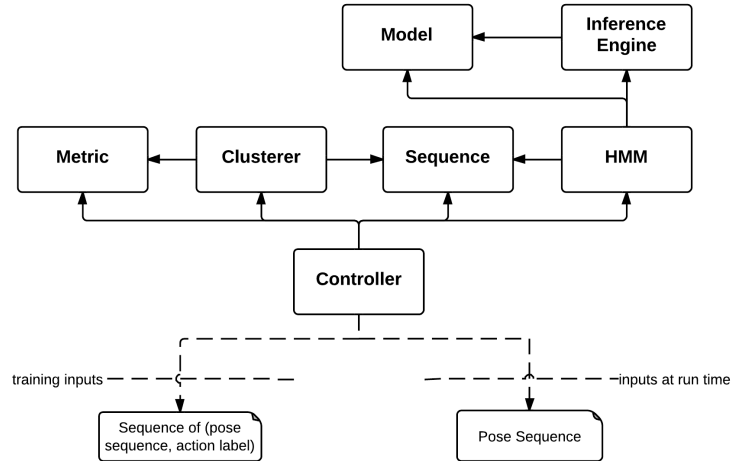 Model
Inference
Engine
Metric
Clusterer
Sequence
HMM
Controller
training inputs
inputs at run time
Sequence of (pose
sequence, action label)
Pose Sequence